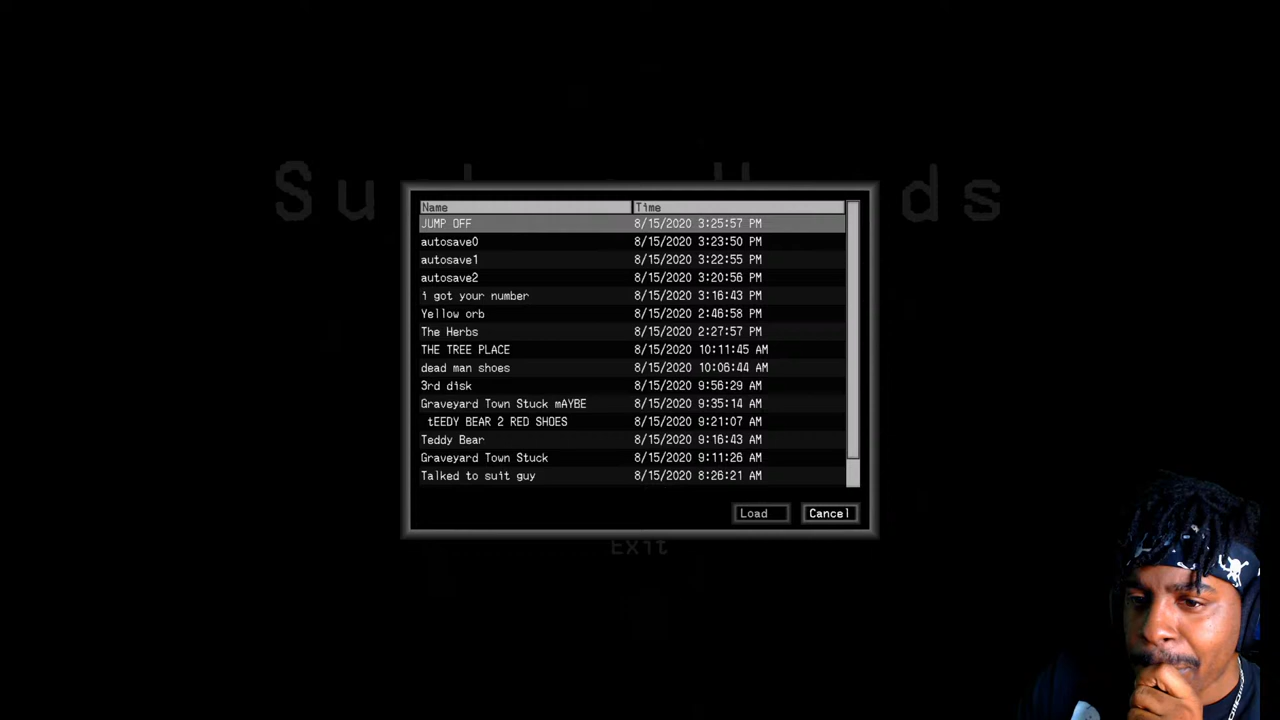 Name Time
JUMP OFF 8/15/2020 3:25:57 PM
autosave0 8/15/2020 3:23:50 PM
autosave1 8/15/2020 3:22:55 PM
autosave2 8/15/2020 3:20:56 PM
i got your number 8/15/2020 3:16:43 PM
Yellow orb 8/15/2020 2:46:58 PM
The Herbs 8/15/2020 2:27:57 PM
THE TREE PLACE 8/15/2020 10:11:45 AM
dead man shoes 8/15/2020 10:06:44 AM
3rd disk 8/15/2020 9:56:29 AM
Graveyard Town Stuck mAYBE 8/15/2020 9:35:14 AM
tEEDY BEAR 2 RED SHOES 8/15/2020 9:21:07 AM
Teddy Bear 8/15/2020 9:16:43 AM
Graveyard Town Stuck 8/15/2020 9:11:26 AM
Talked to suit guy 8/15/2020 8:26:21 AM
Load Cancel
Exit